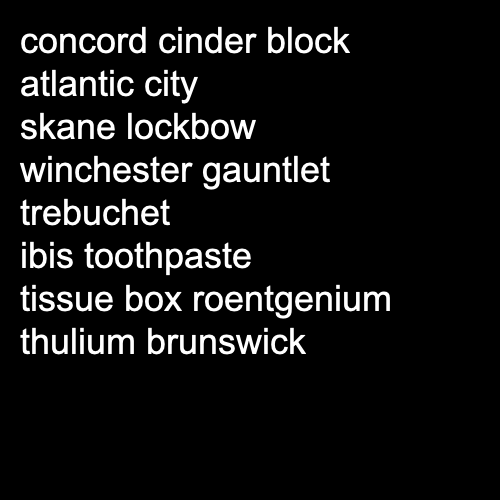 concord cinder block
atlantic city
skane lockbow
winchester gauntlet
trebuchet
ibis toothpaste
tissue box roentgenium
thulium brunswick